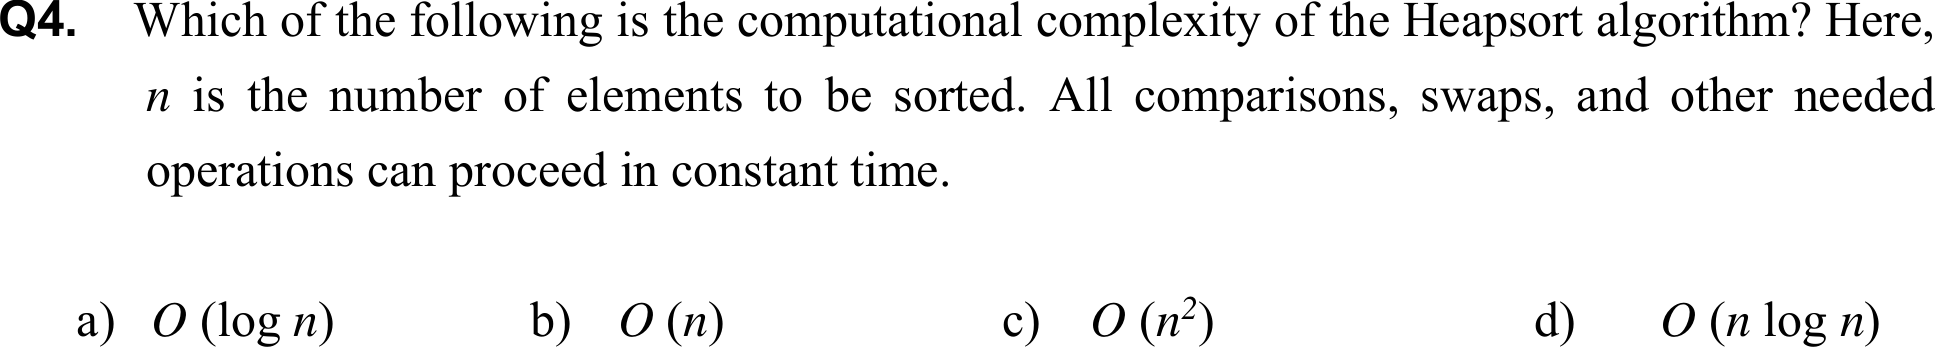 Q4. Which of the following is the computational complexity of the Heapsort algorithm? Here,
n is the number of elements to be sorted. All comparisons, swaps, and other needed
operations can proceed in constant time.
a) O (log n) b) O (n) c) O (n²) d) O (n log n)